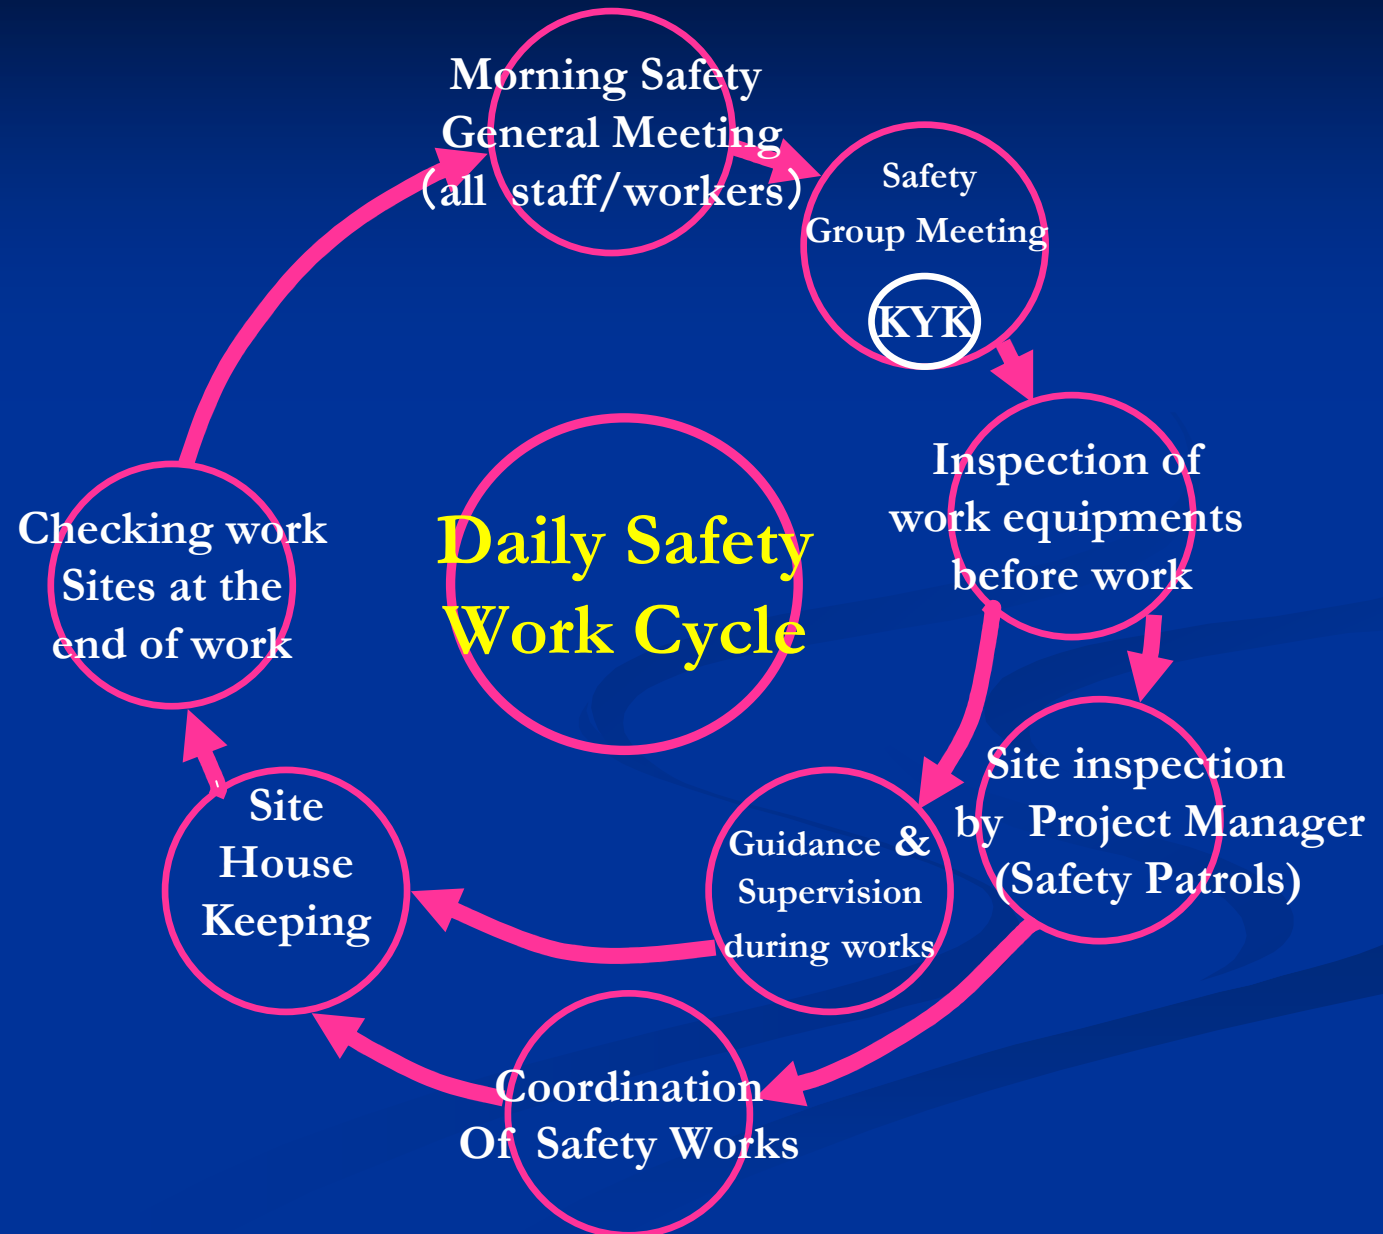 Morning Safety
General Meeting
(all staff/workers)
Safety
Group Meeting
KYK
Inspection of
work equipments
before work
Site inspection
by Project Manager
(Safety Patrols)
Guidance &
Supervision
during works
Coordination
Of Safety Works
Site
House
Keeping
Checking work
Sites at the
end of work
Daily Safety
Work Cycle